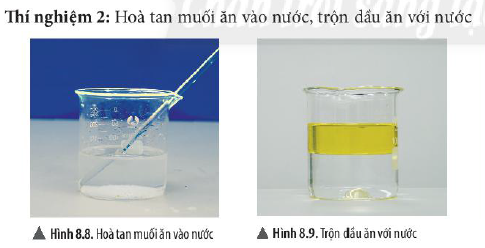 Thí nghiệm 2: Hoà tan muối ăn vào nước, trộn dầu ăn với nước
▲ Hình 8.8. Hoà tan muối ăn vào nước
▲ Hình 8.9. Trộn dầu ăn với nước